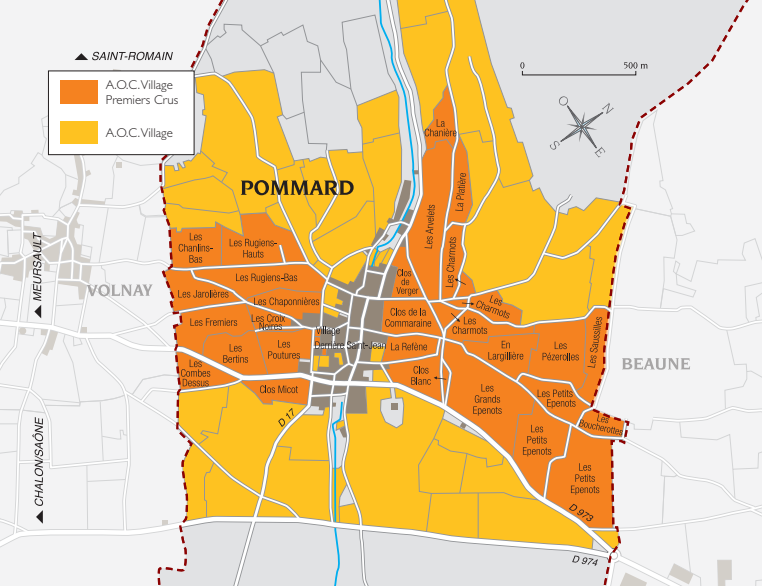 SAINT-ROMAIN
A.O.C. Village
Premiers Crus
A.O.C. Village
0
500 m
O
N
S
E
POMMARD
La
Chanière
La Platière
Les Arvelets
Les Charmots
Les
Chanlins-
Bas
Les Rugiens-
Hauts
Les Rugiens-Bas
Les Jarolières
Les Chaponnières
Les Fremiers
Les Croix
Noires
Les
Bertins
Les
Poutures
Les
Combes
Dessus
Clos Micot
Village
Derrière Saint-Jean
Clos
de
Verger
Clos de la
Commaraine
La Refène
Clos
Blanc
Les
Charmots
Les
Charmots
En
Largillière
Les
Pézerolles
Les Saussilles
Les
Grands
Epenots
Les Petits
Epenots
Les
Petits
Epenots
Les
Boucherottes
Les
Petits
Epenots
MEURSAULT
VOLNAY
BEAUNE
CHALON/SAÔNE
D 17
D 973
D 974